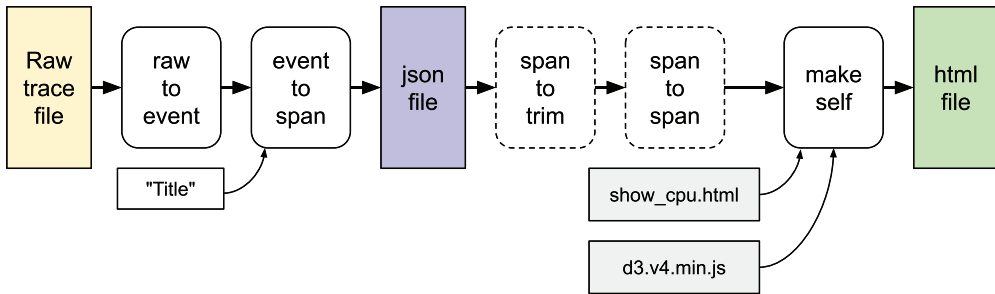 Raw
trace
file
raw
to
event
event
to
span
json
file
span
to
trim
span
to
span
make
self
html
file
"Title"
show_cpu.html
d3.v4.min.js